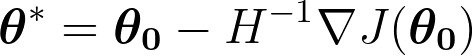 𝜽* = 𝜽₀ − H⁻¹∇J(𝜽₀)